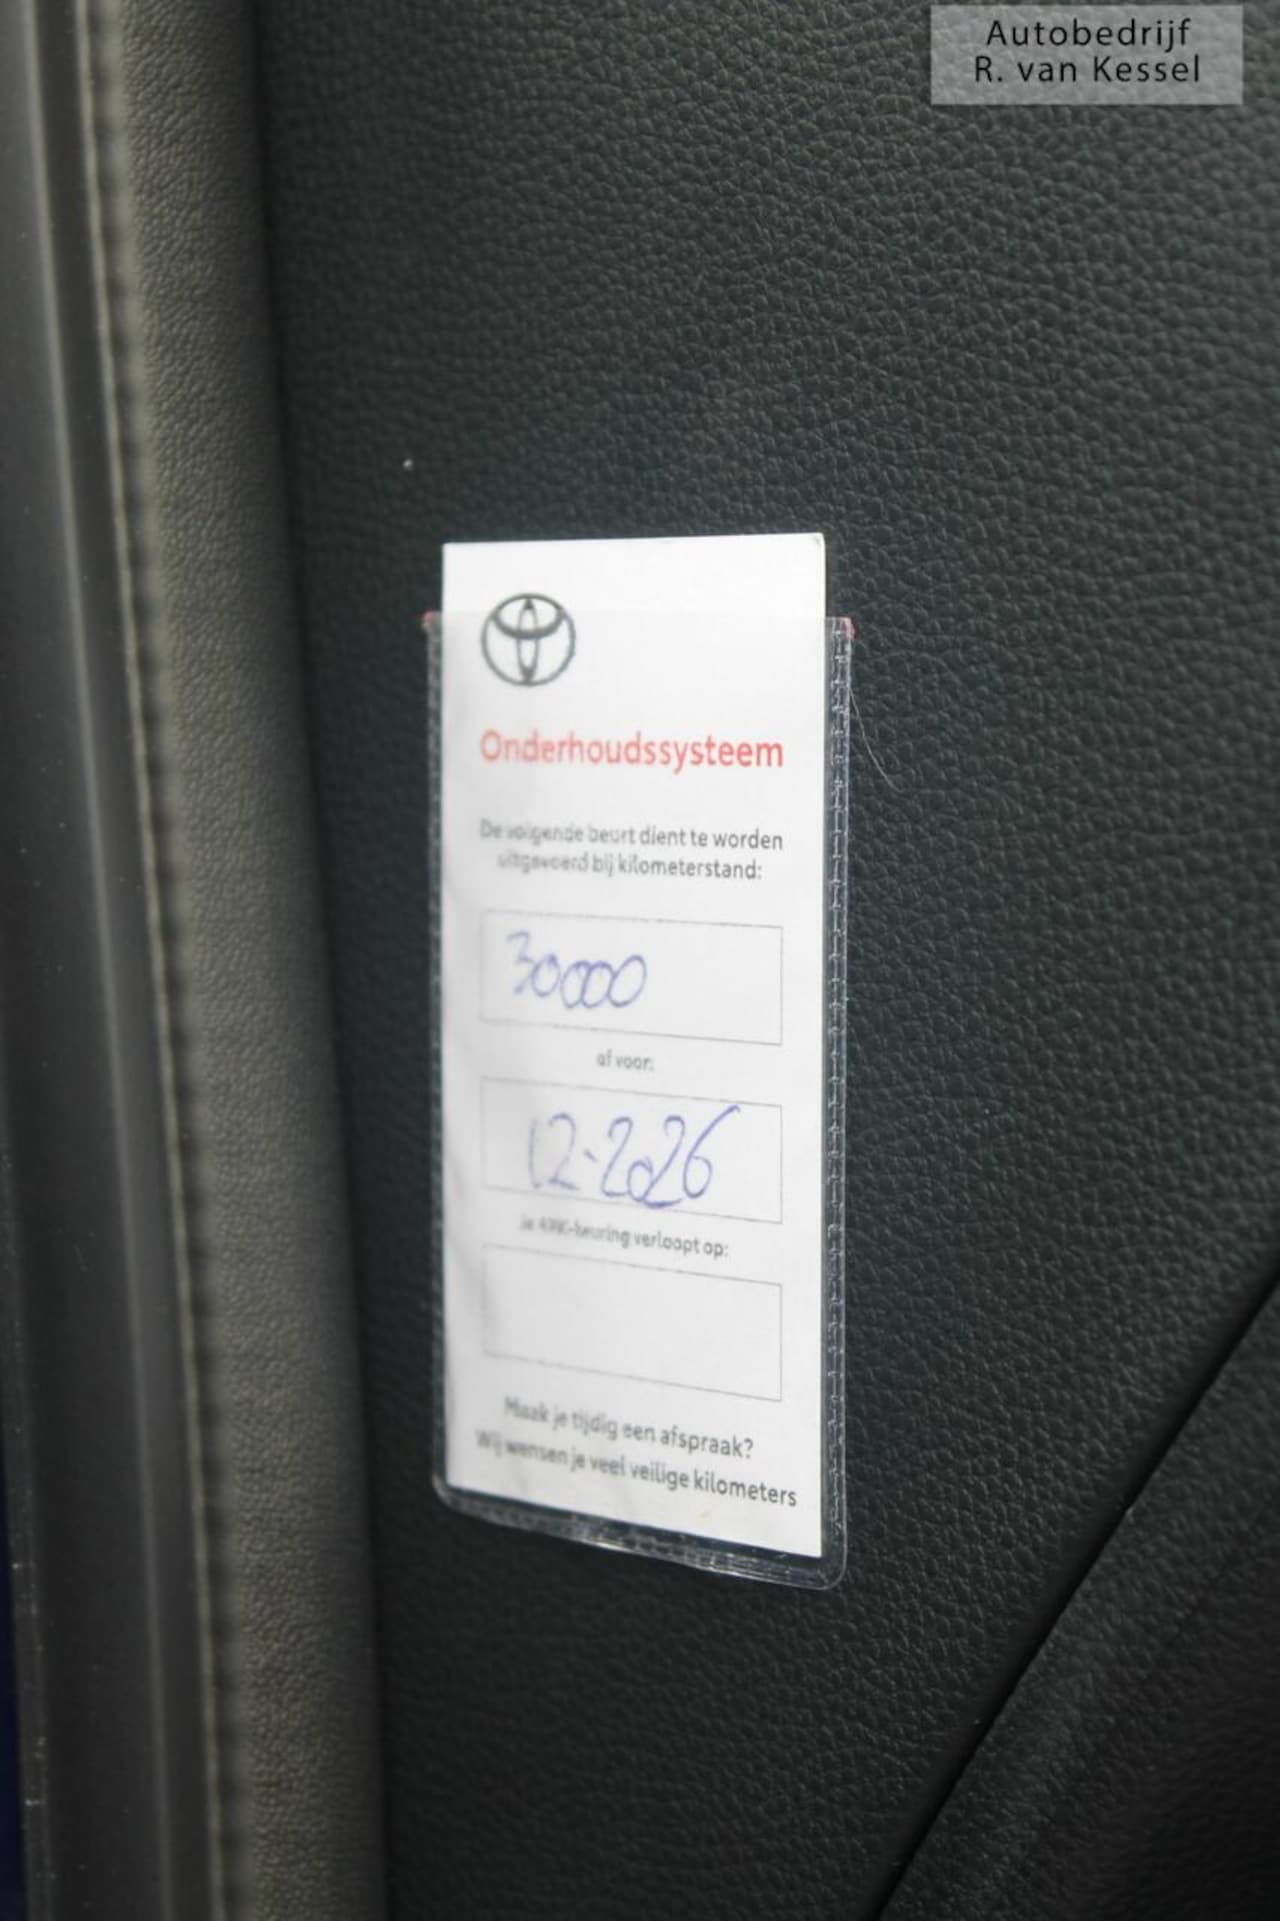 Autobedrijf
R. van Kessel
Onderhoudssysteem
De volgende beurt dient te worden
uitgevoerd bij kilometerstand:
30000
of voor:
12-2026
Je APK-keuring verloopt op:
Maak je tijdig een afspraak?
Wij wensen je veel veilige kilometers